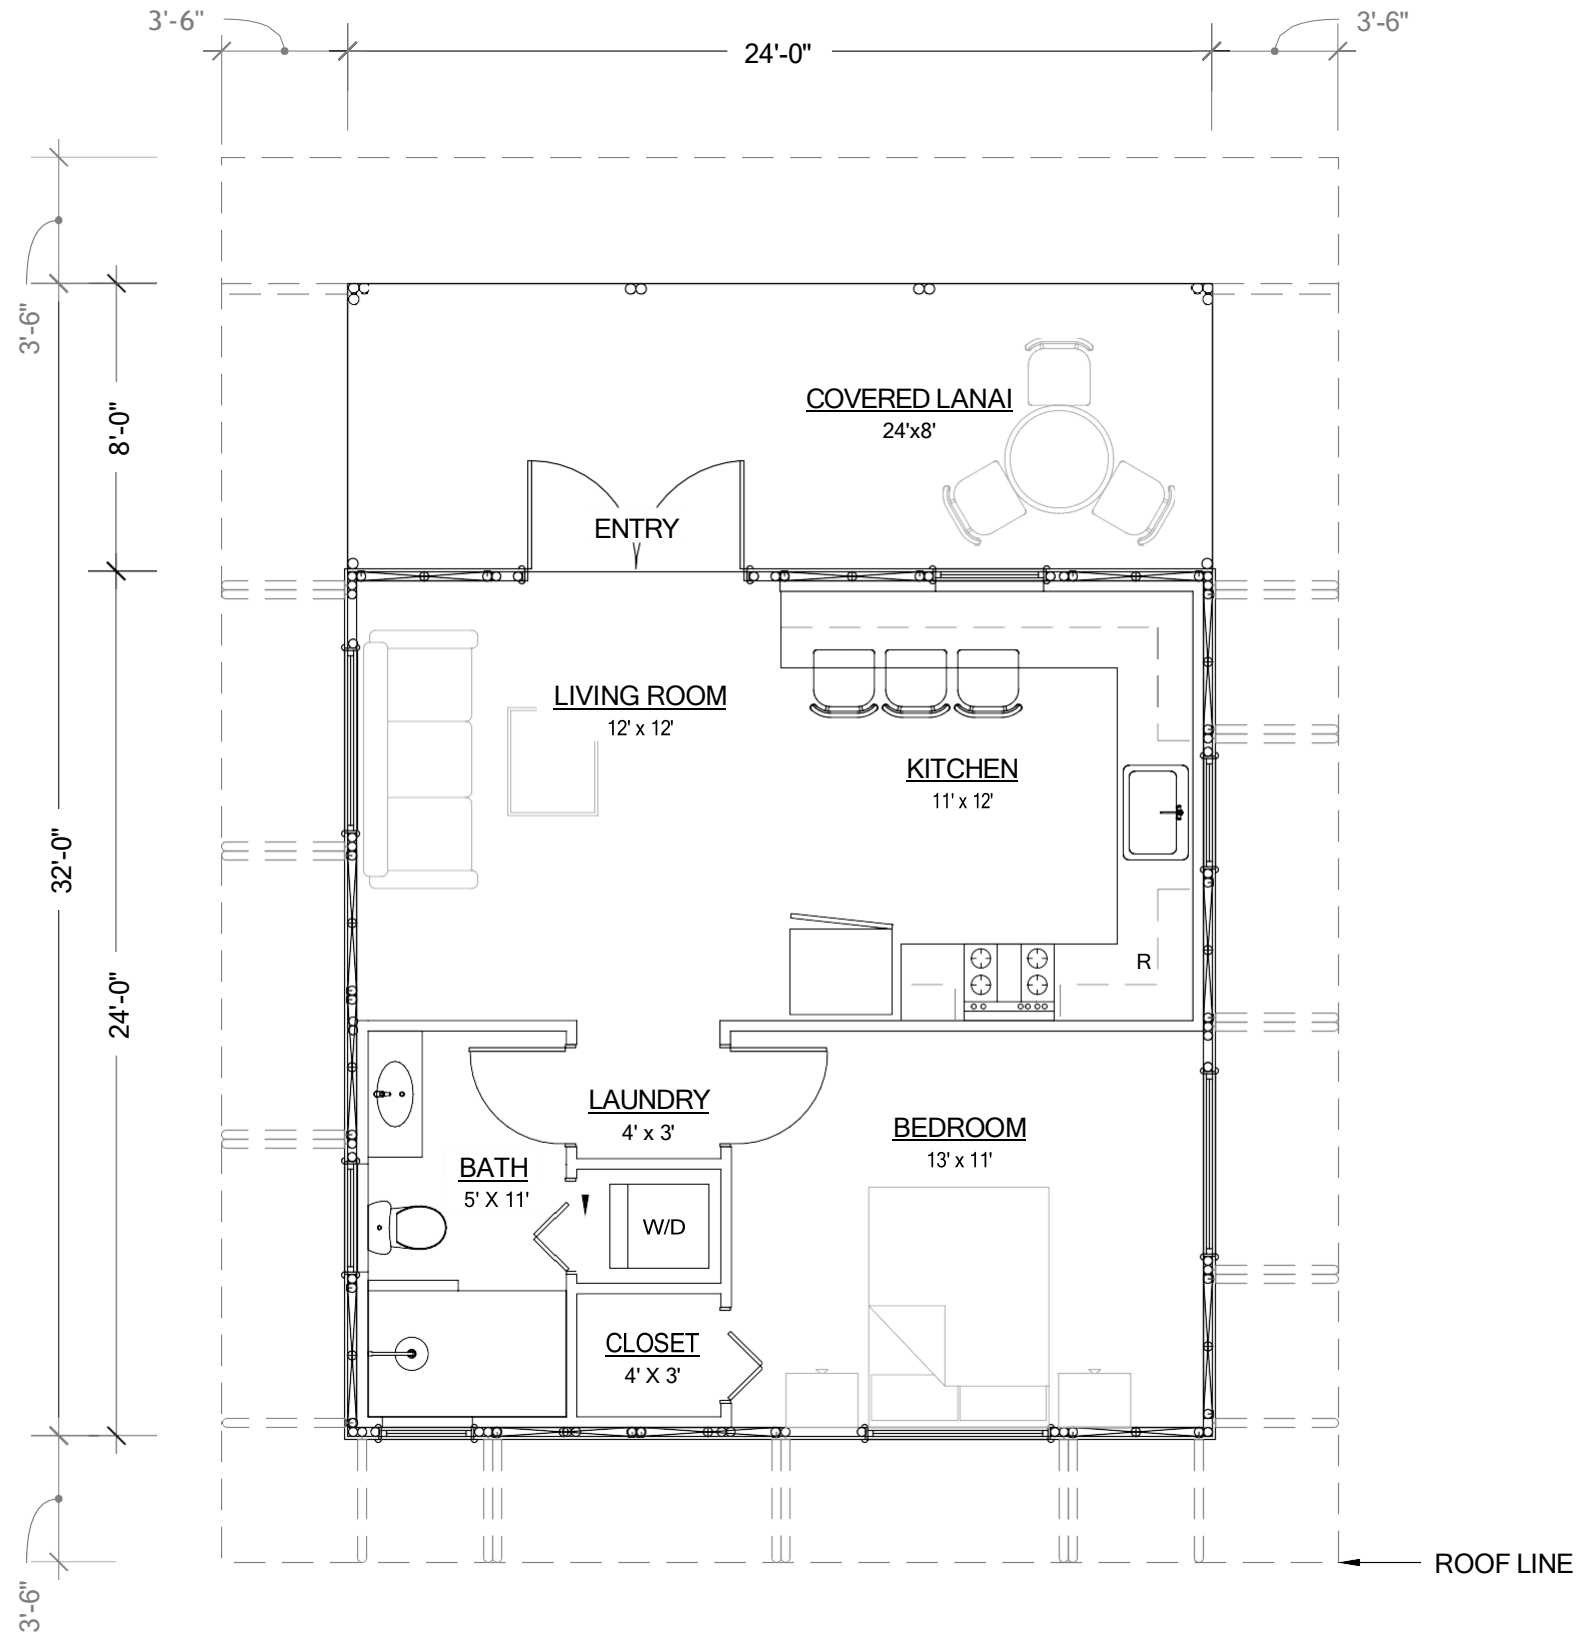 3'-6"
24'-0"
3'-6"
3'-6"
8'-0"
COVERED LANAI
24'x8'
ENTRY
LIVING ROOM
12' x 12'
KITCHEN
11' x 12'
32'-0"
24'-0"
R
LAUNDRY
4' x 3'
BEDROOM
13' x 11'
BATH
5' X 11'
W/D
CLOSET
4' X 3'
ROOF LINE
3'-6"